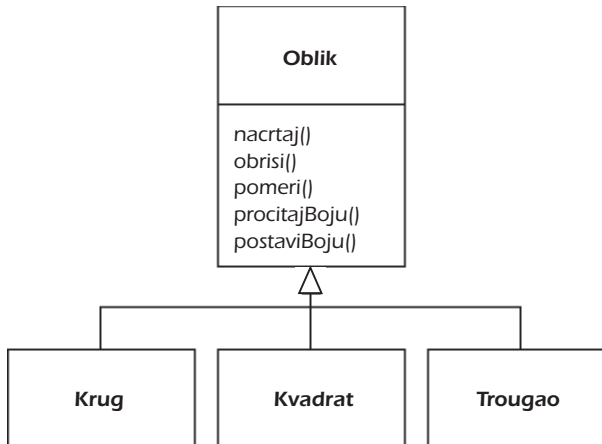 Oblik
nacrtaj()
obrisi()
pomeri()
procitajBoju()
postaviBoju()
Krug
Kvadrat
Trougao